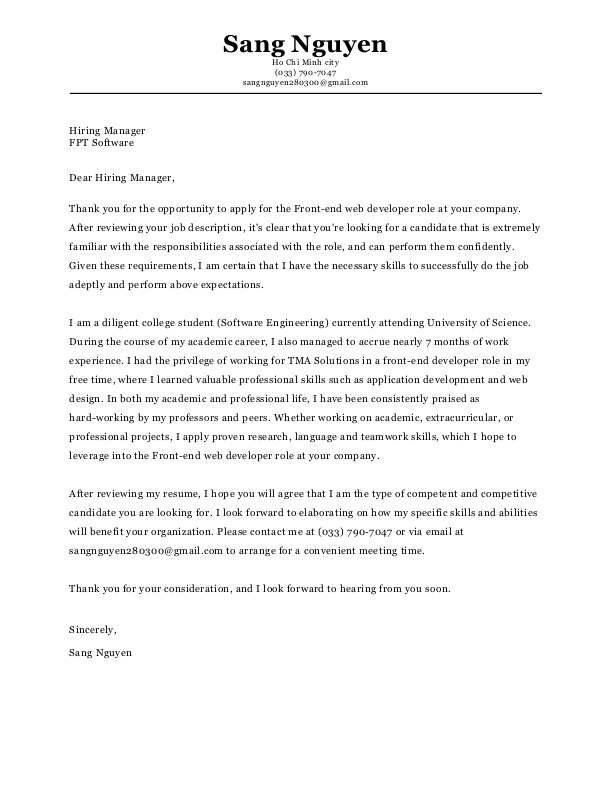 Sang Nguyen
Ho Chi Minh city
(033) 790-7047
sangnguyen280300@gmail.com
Hiring Manager
FPT Software
Dear Hiring Manager,
Thank you for the opportunity to apply for the Front-end web developer role at your company.
After reviewing your job description, it's clear that you're looking for a candidate that is extremely
familiar with the responsibilities associated with the role, and can perform them confidently.
Given these requirements, I am certain that I have the necessary skills to successfully do the job
adeptly and perform above expectations.
I am a diligent college student (Software Engineering) currently attending University of Science.
During the course of my academic career, I also managed to accrue nearly 7 months of work
experience. I had the privilege of working for TMA Solutions in a front-end developer role in my
free time, where I learned valuable professional skills such as application development and web
design. In both my academic and professional life, I have been consistently praised as
hard-working by my professors and peers. Whether working on academic, extracurricular, or
professional projects, I apply proven research, language and teamwork skills, which I hope to
leverage into the Front-end web developer role at your company.
After reviewing my resume, I hope you will agree that I am the type of competent and competitive
candidate you are looking for. I look forward to elaborating on how my specific skills and abilities
will benefit your organization. Please contact me at (033) 790-7047 or via email at
sangnguyen280300@gmail.com to arrange for a convenient meeting time.
Thank you for your consideration, and I look forward to hearing from you soon.
Sincerely,
Sang Nguyen